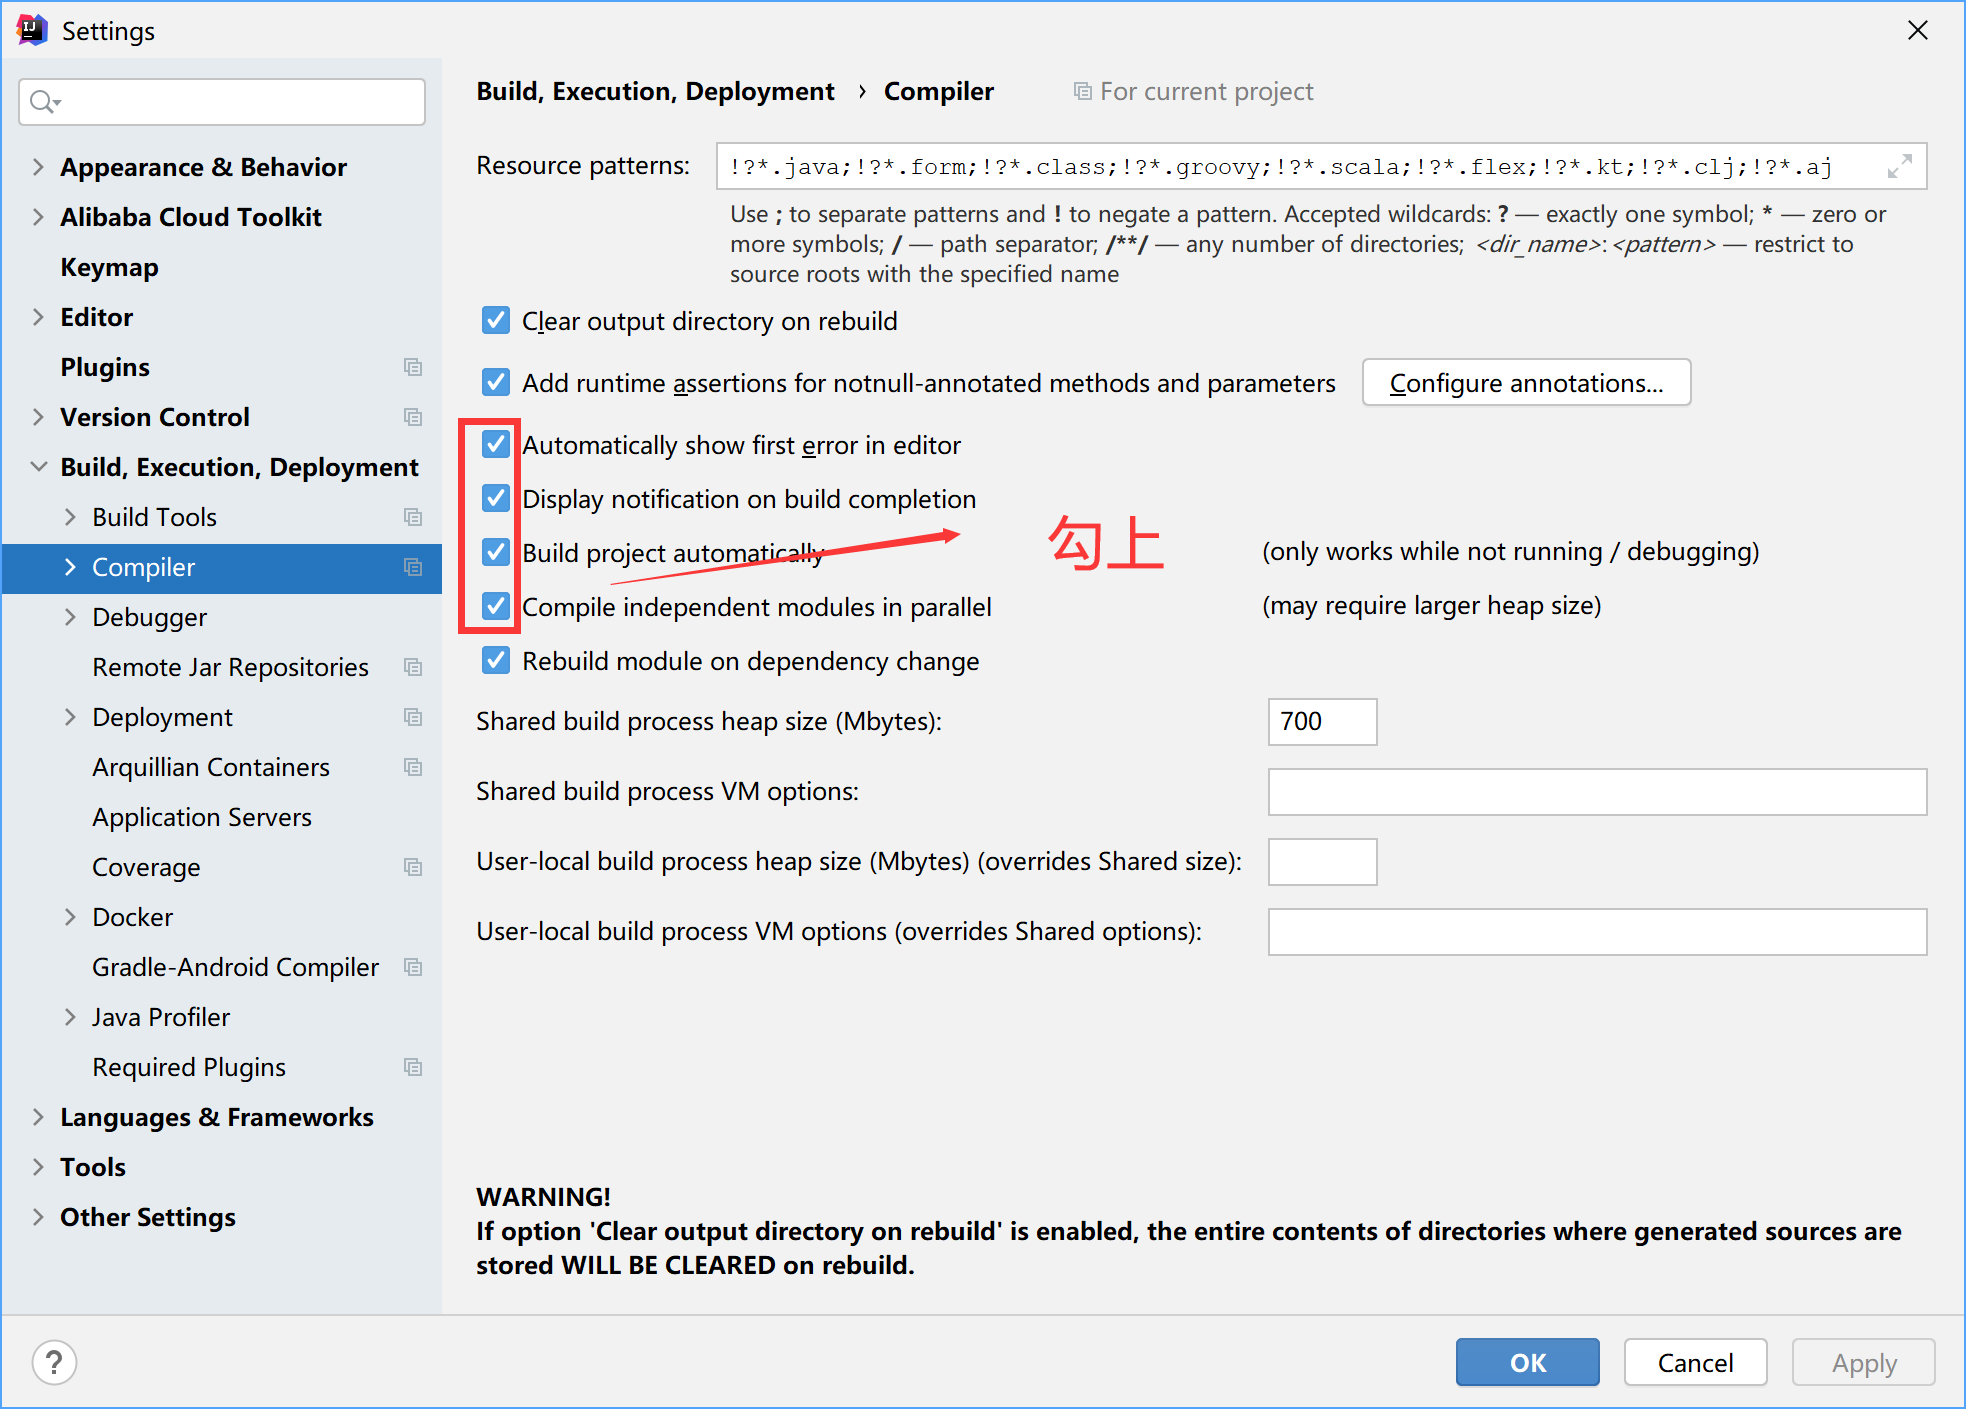 Settings
Build, Execution, Deployment › Compiler For current project
Appearance & Behavior
Alibaba Cloud Toolkit
Keymap
Editor
Plugins
Version Control
Build, Execution, Deployment
Build Tools
Compiler
Debugger
Remote Jar Repositories
Deployment
Arquillian Containers
Application Servers
Coverage
Docker
Gradle-Android Compiler
Java Profiler
Required Plugins
Languages & Frameworks
Tools
Other Settings
Resource patterns: !?*.java;!?*.form;!?*.class;!?*.groovy;!?*.scala;!?*.flex;!?*.kt;!?*.clj;!?*.aj
Use ; to separate patterns and ! to negate a pattern. Accepted wildcards: ? — exactly one symbol; * — zero or
more symbols; / — path separator; /**/ — any number of directories; <dir_name>:<pattern> — restrict to
source roots with the specified name
Clear output directory on rebuild
Add runtime assertions for notnull-annotated methods and parameters Configure annotations...
Automatically show first error in editor
Display notification on build completion
Build project automatically 勾上 (only works while not running / debugging)
Compile independent modules in parallel (may require larger heap size)
Rebuild module on dependency change
Shared build process heap size (Mbytes): 700
Shared build process VM options:
User-local build process heap size (Mbytes) (overrides Shared size):
User-local build process VM options (overrides Shared options):
WARNING!
If option 'Clear output directory on rebuild' is enabled, the entire contents of directories where generated sources are
stored WILL BE CLEARED on rebuild.
? OK Cancel Apply